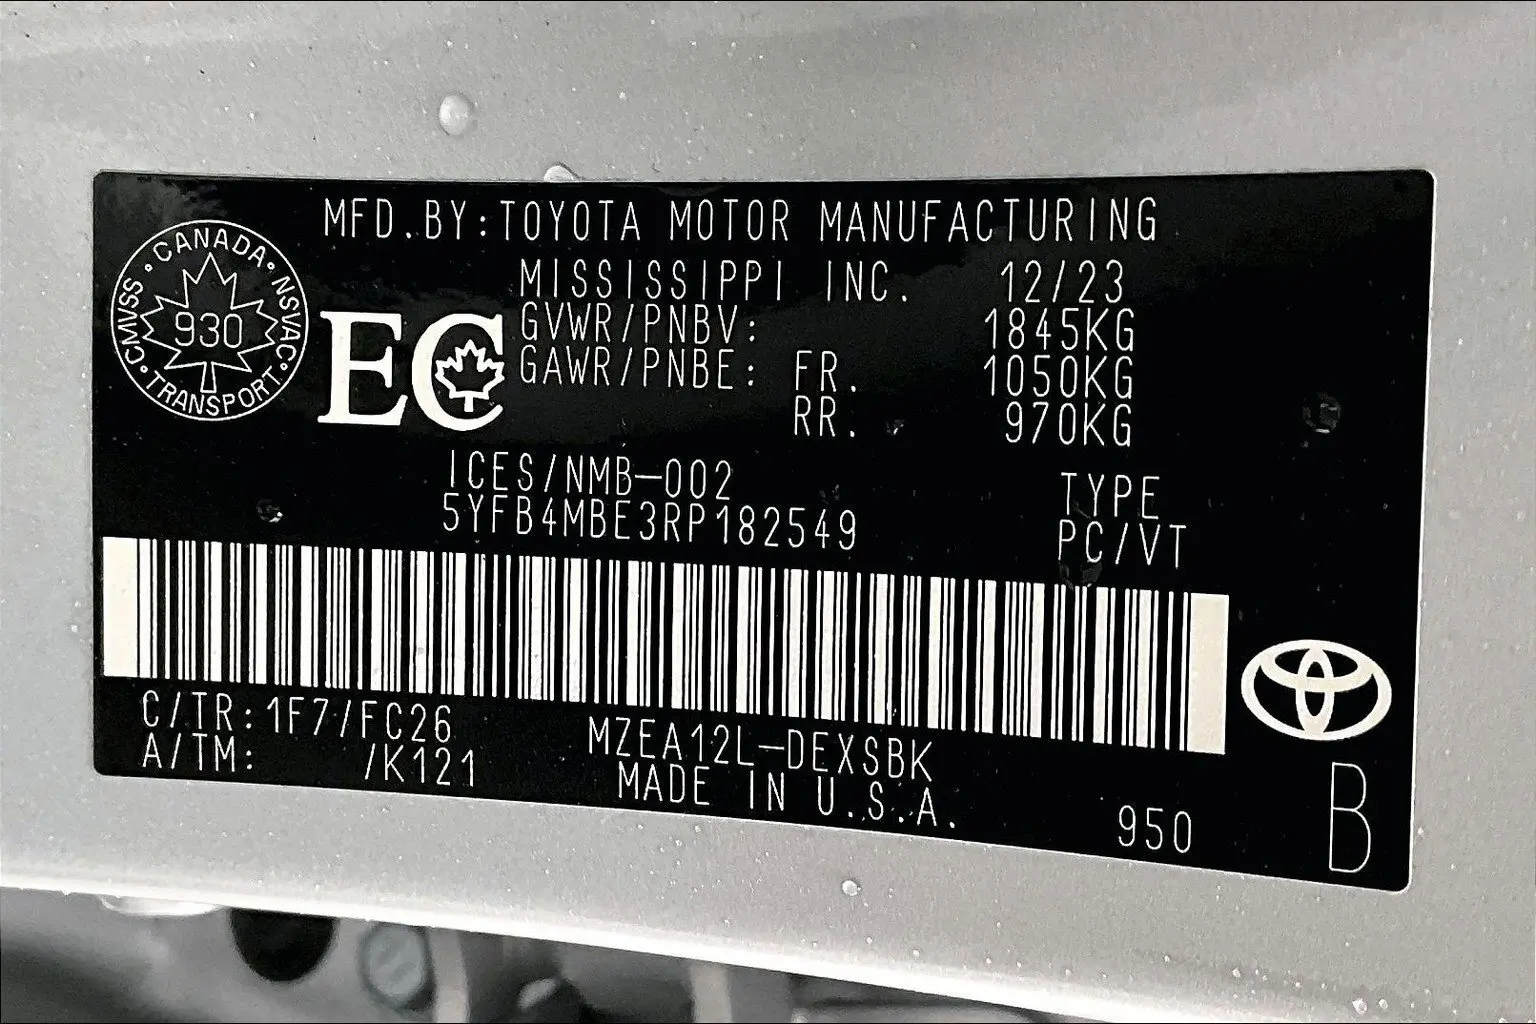 MFD.BY:TOYOTA MOTOR MANUFACTURING
MISSISSIPPI INC. 12/23
GVWR/PNBV: 1845KG
GAWR/PNBE: FR. 1050KG
RR. 970KG
CANADA • NSVAC • TRANSPORT • CMVSS •
930
EC
ICES/NMB-002
5YFB4MBE3RP182549
TYPE
PC/VT
C/TR:1F7/FC26
A/TM: /K121
MZEA12L-DEXSBK
MADE IN U.S.A.
950
B